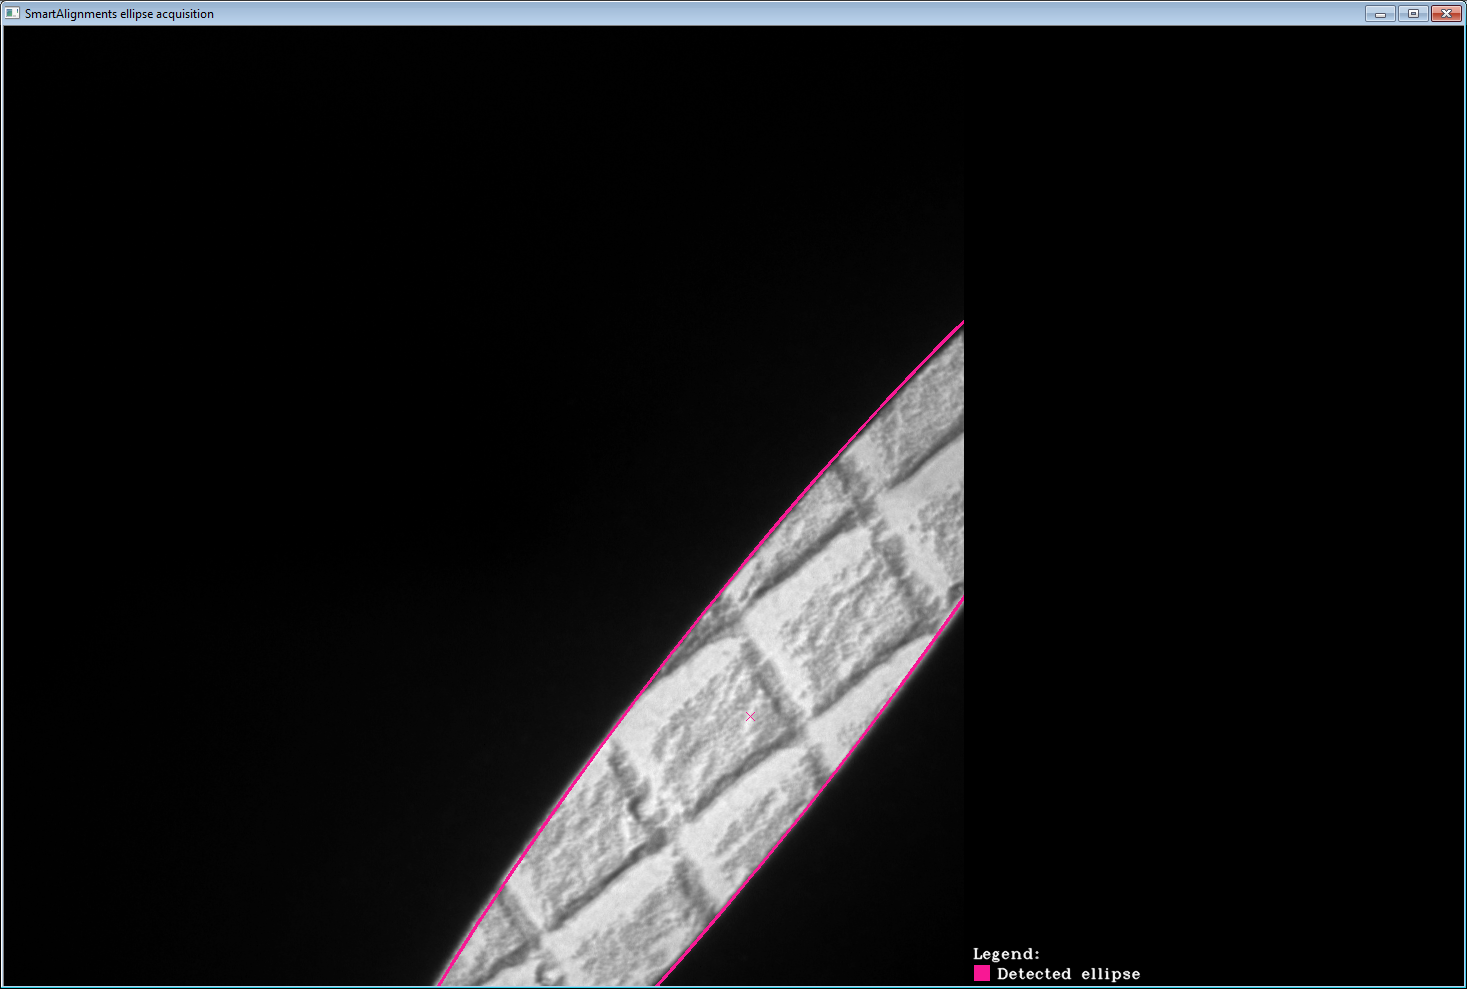 SmartAlignments ellipse acquisition
Legend:
Detected ellipse